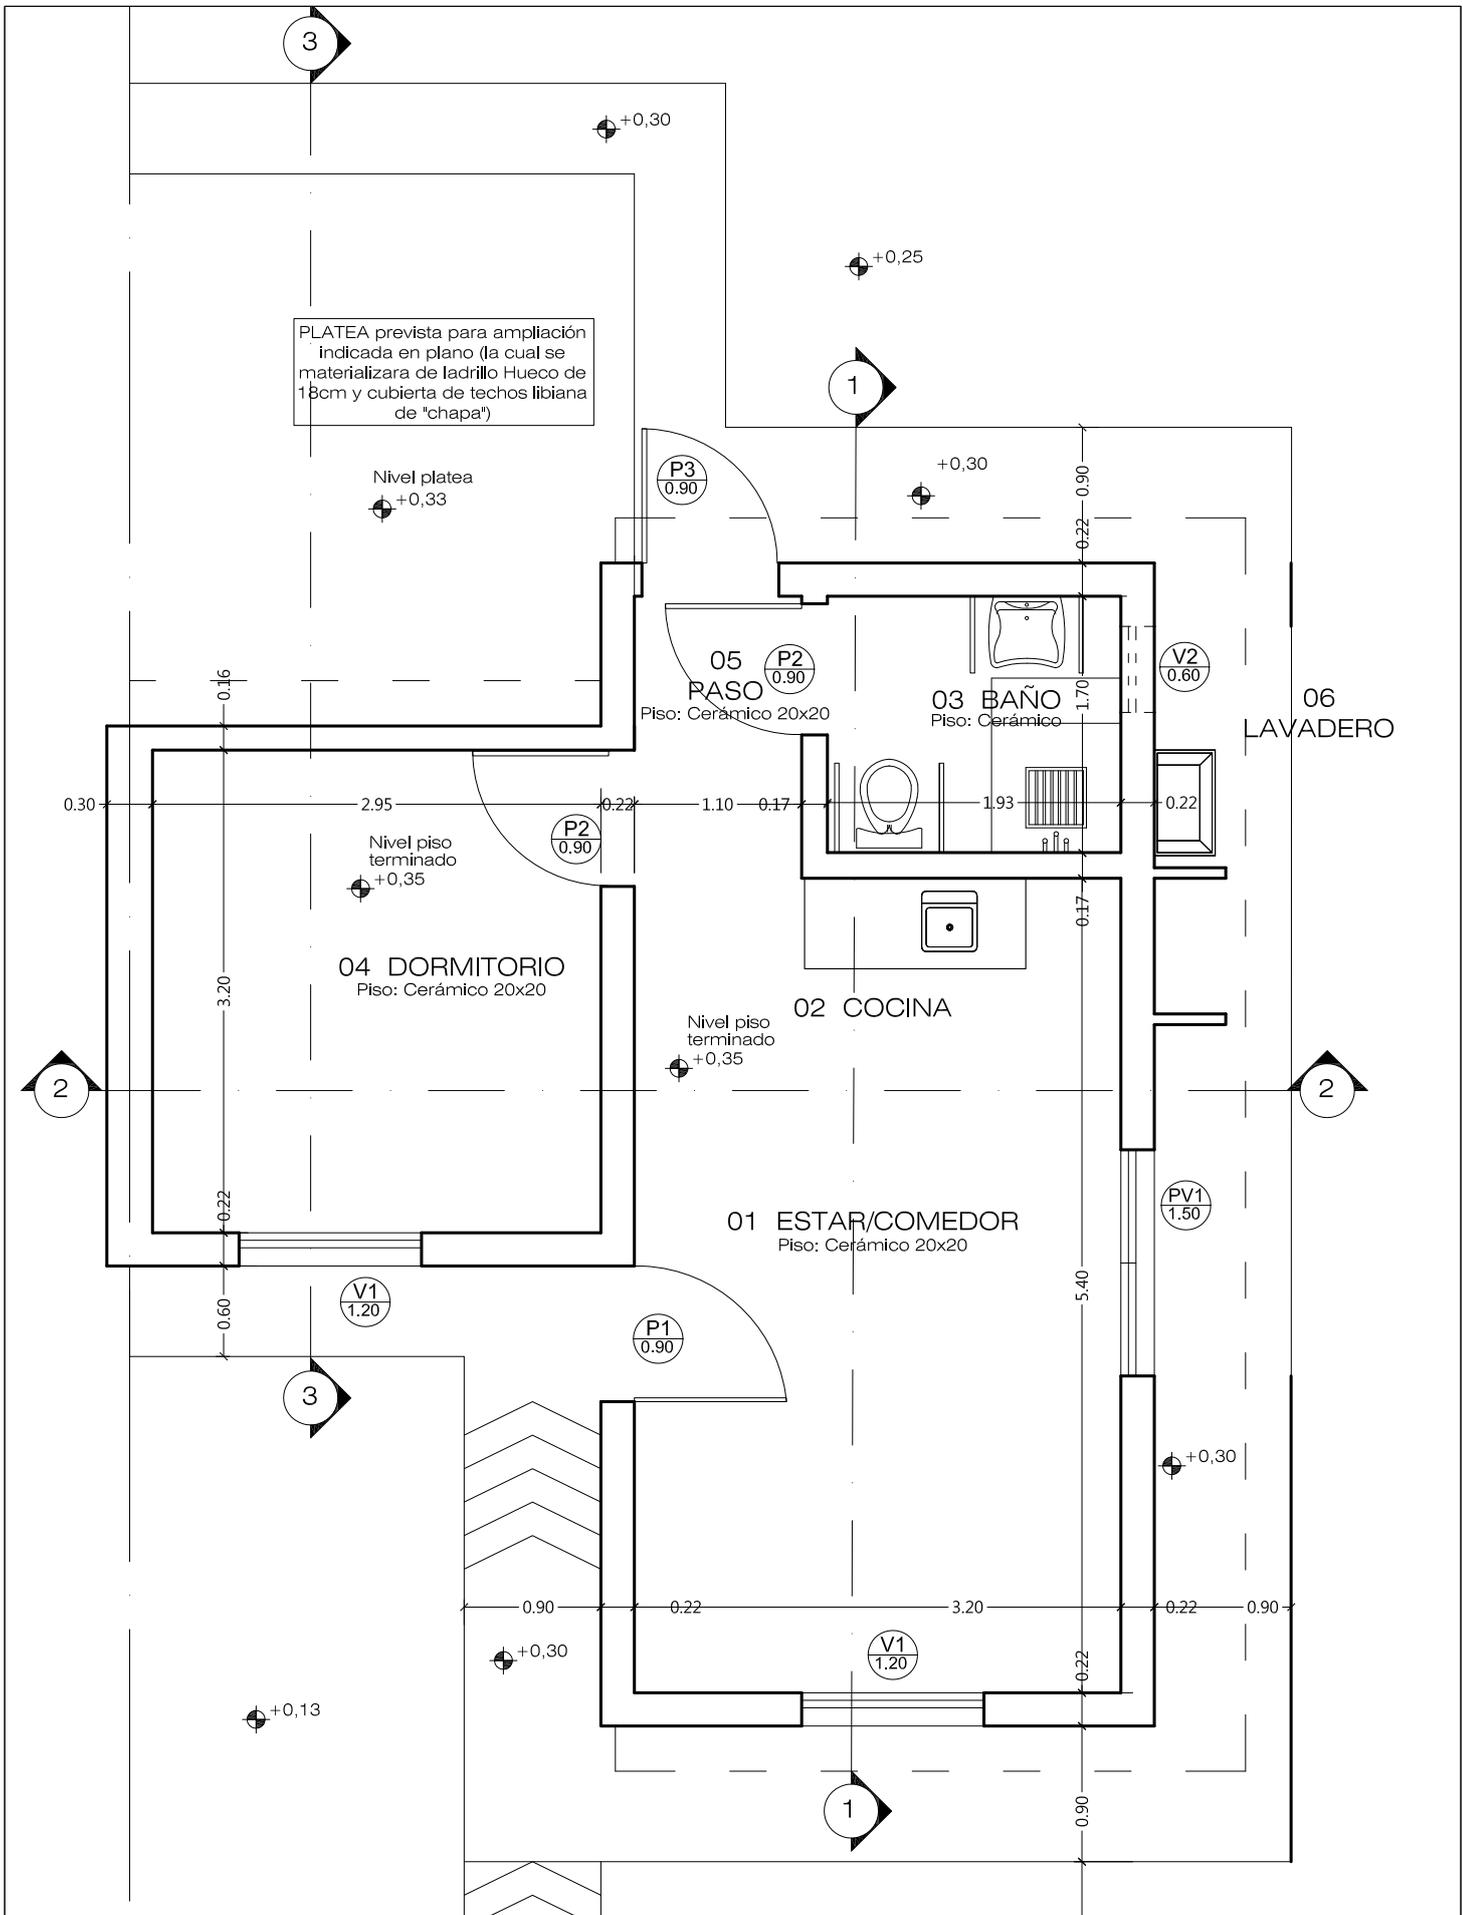 3
+0,30
+0,25
PLATEA prevista para ampliación
indicada en plano (la cual se
materializara de ladrillo Hueco de
18cm y cubierta de techos libiana
de "chapa")
1
Nivel platea
+0,33
P3
0.90
+0,30
0.90
0.22
0.16
05
PASO
Piso: Cerámico 20x20
P2
0.90
03 BAÑO
Piso: Cerámico
1.70
V2
0.60
06
LAVADERO
0.30
2.95
0.22
1.10
0.17
1.93
0.22
P2
0.90
Nivel piso
terminado
+0,35
0.17
04 DORMITORIO
Piso: Cerámico 20x20
3.20
02 COCINA
Nivel piso
terminado
+0,35
2
2
0.22
01 ESTAR/COMEDOR
Piso: Cerámico 20x20
PV1
1.50
5.40
V1
1.20
0.60
P1
0.90
3
+0,30
0.90
0.22
3.20
0.22
0.90
+0,30
V1
1.20
0.22
+0,13
1
0.90